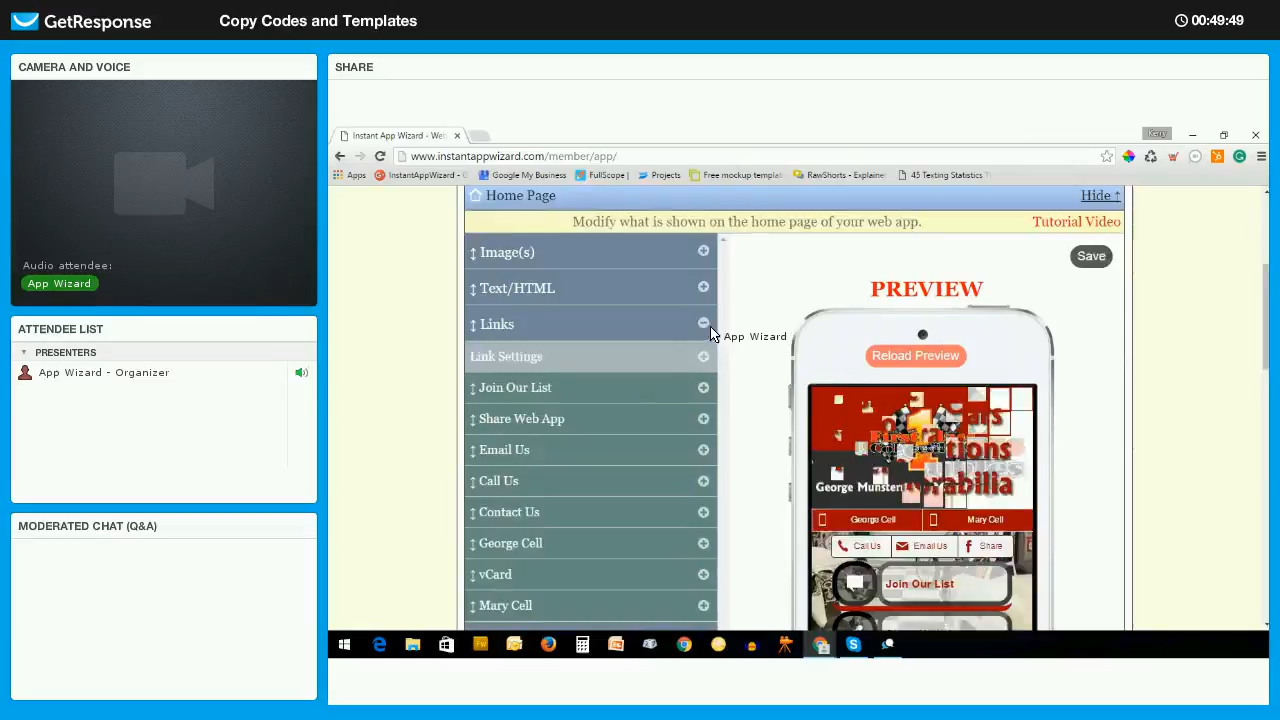 GetResponse
Copy Codes and Templates
00:49:49
CAMERA AND VOICE
Audio attendee:
App Wizard
ATTENDEE LIST
PRESENTERS
App Wizard - Organizer
MODERATED CHAT (Q&A)
SHARE
Instant App Wizard - Web
Kerry
www.instantappwizard.com/member/app/
Apps
InstantAppWizard - G
Google My Business
FullScope |
Projects
Free mockup templat
RawShorts - Explaine
45 Texting Statistics T
Home Page
Hide ↑
Modify what is shown on the home page of your web app.
Tutorial Video
↕ Image(s)
↕ Text/HTML
↕ Links
Link Settings
↕ Join Our List
↕ Share Web App
↕ Email Us
↕ Call Us
↕ Contact Us
↕ George Cell
↕ vCard
↕ Mary Cell
App Wizard
Save
PREVIEW
Reload Preview
George Munster
George Cell
Mary Cell
Call Us
Email Us
Share
Join Our List